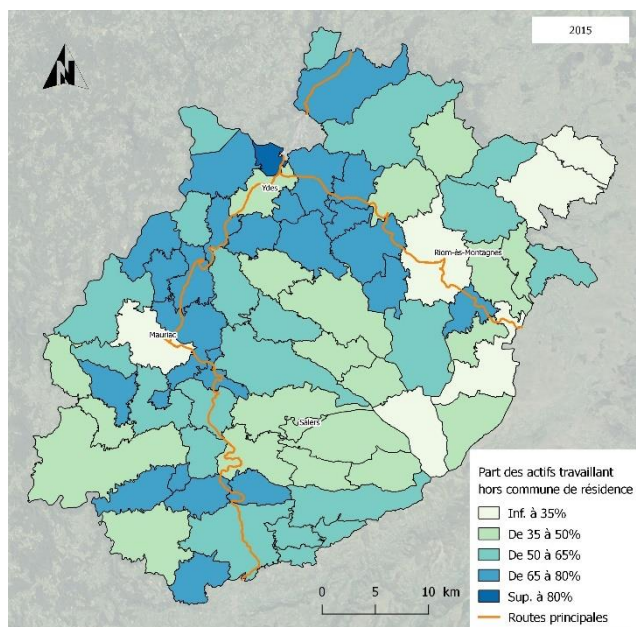 2015
N
Ydes
Riom-ès-Montagnes
Mauriac
Salers
Part des actifs travaillant
hors commune de résidence
Inf. à 35%
De 35 à 50%
De 50 à 65%
De 65 à 80%
Sup. à 80%
Routes principales
0 5 10 km